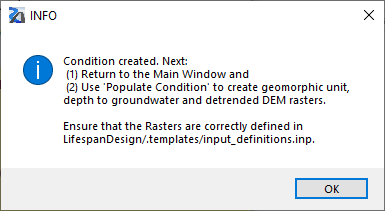 INFO
Condition created. Next:
(1) Return to the Main Window and
(2) Use 'Populate Condition' to create geomorphic unit,
depth to groundwater and detrended DEM rasters.
Ensure that the Rasters are correctly defined in
LifespanDesign/.templates/input_definitions.inp.
OK